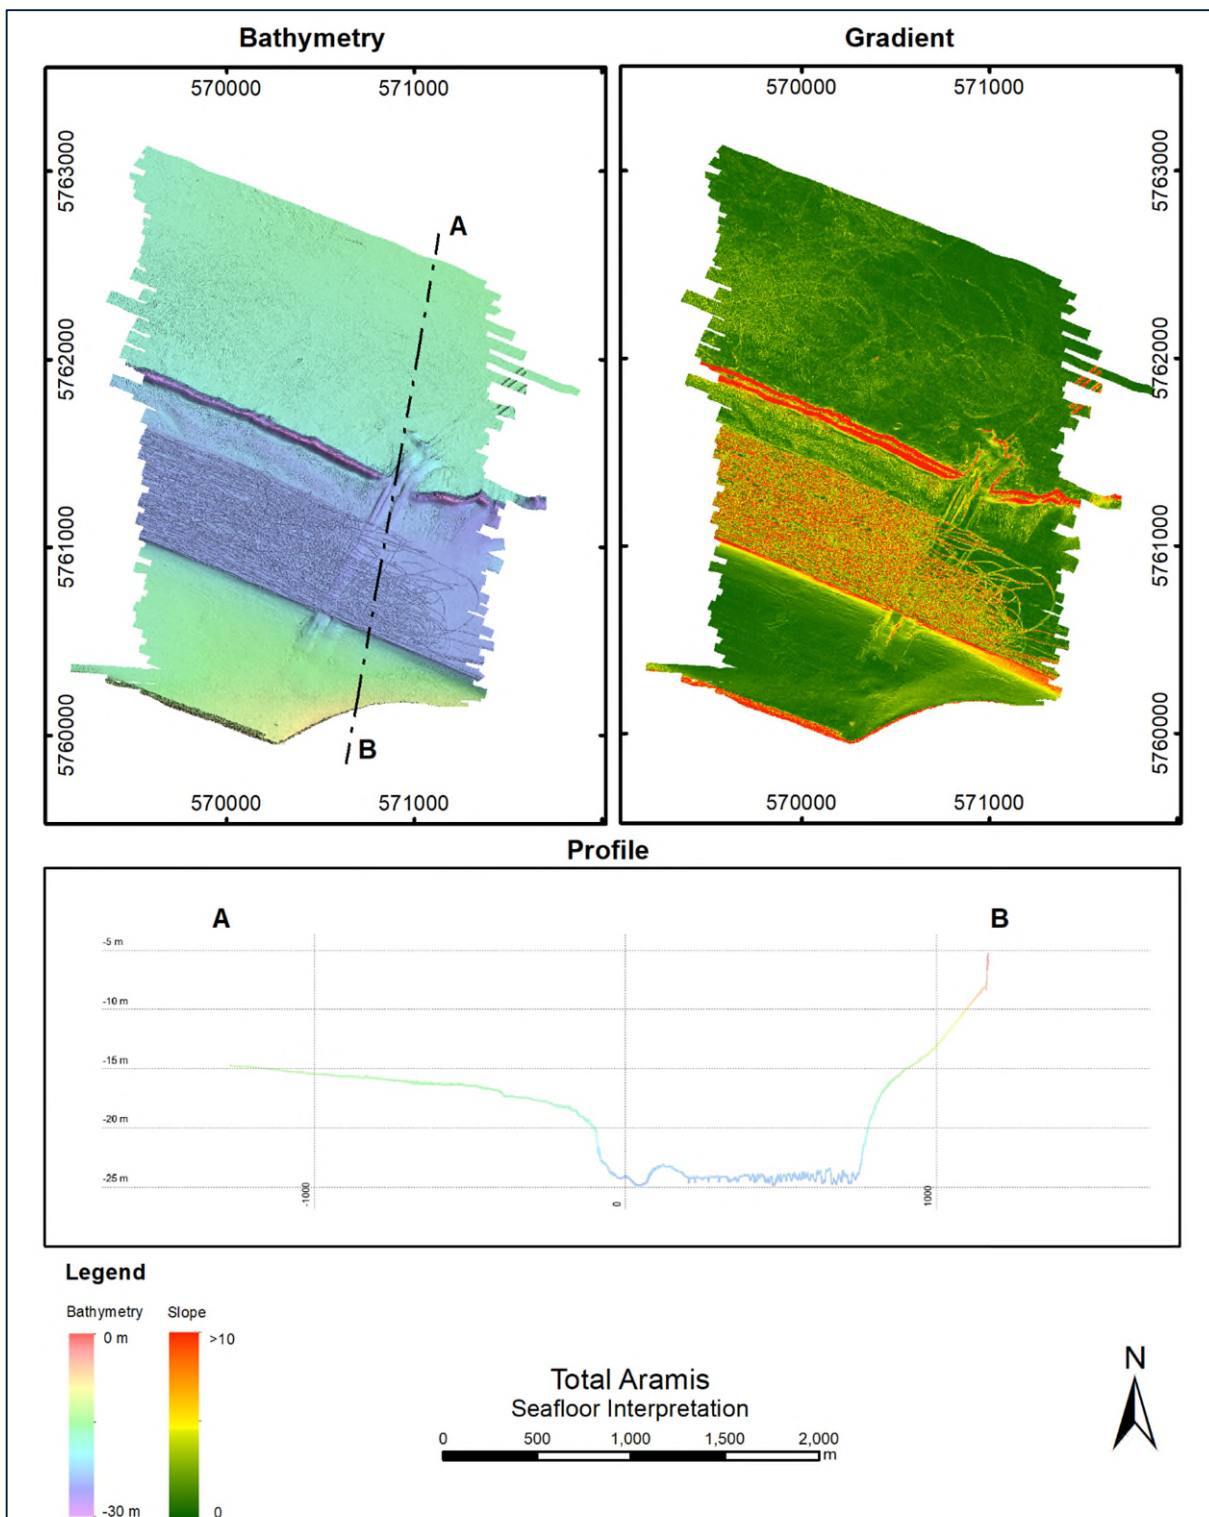 Bathymetry
Gradient
570000 571000
570000 571000
5763000
5762000
5761000
5760000
A
B
5763000
5762000
5761000
5760000
570000 571000
570000 571000
Profile
A
B
-5 m
-10 m
-15 m
-20 m
-25 m
-1000
0
1000
Legend
Bathymetry
Slope
0 m
>10
-30 m
0
Total Aramis
Seafloor Interpretation
0 500 1,000 1,500 2,000
m
N